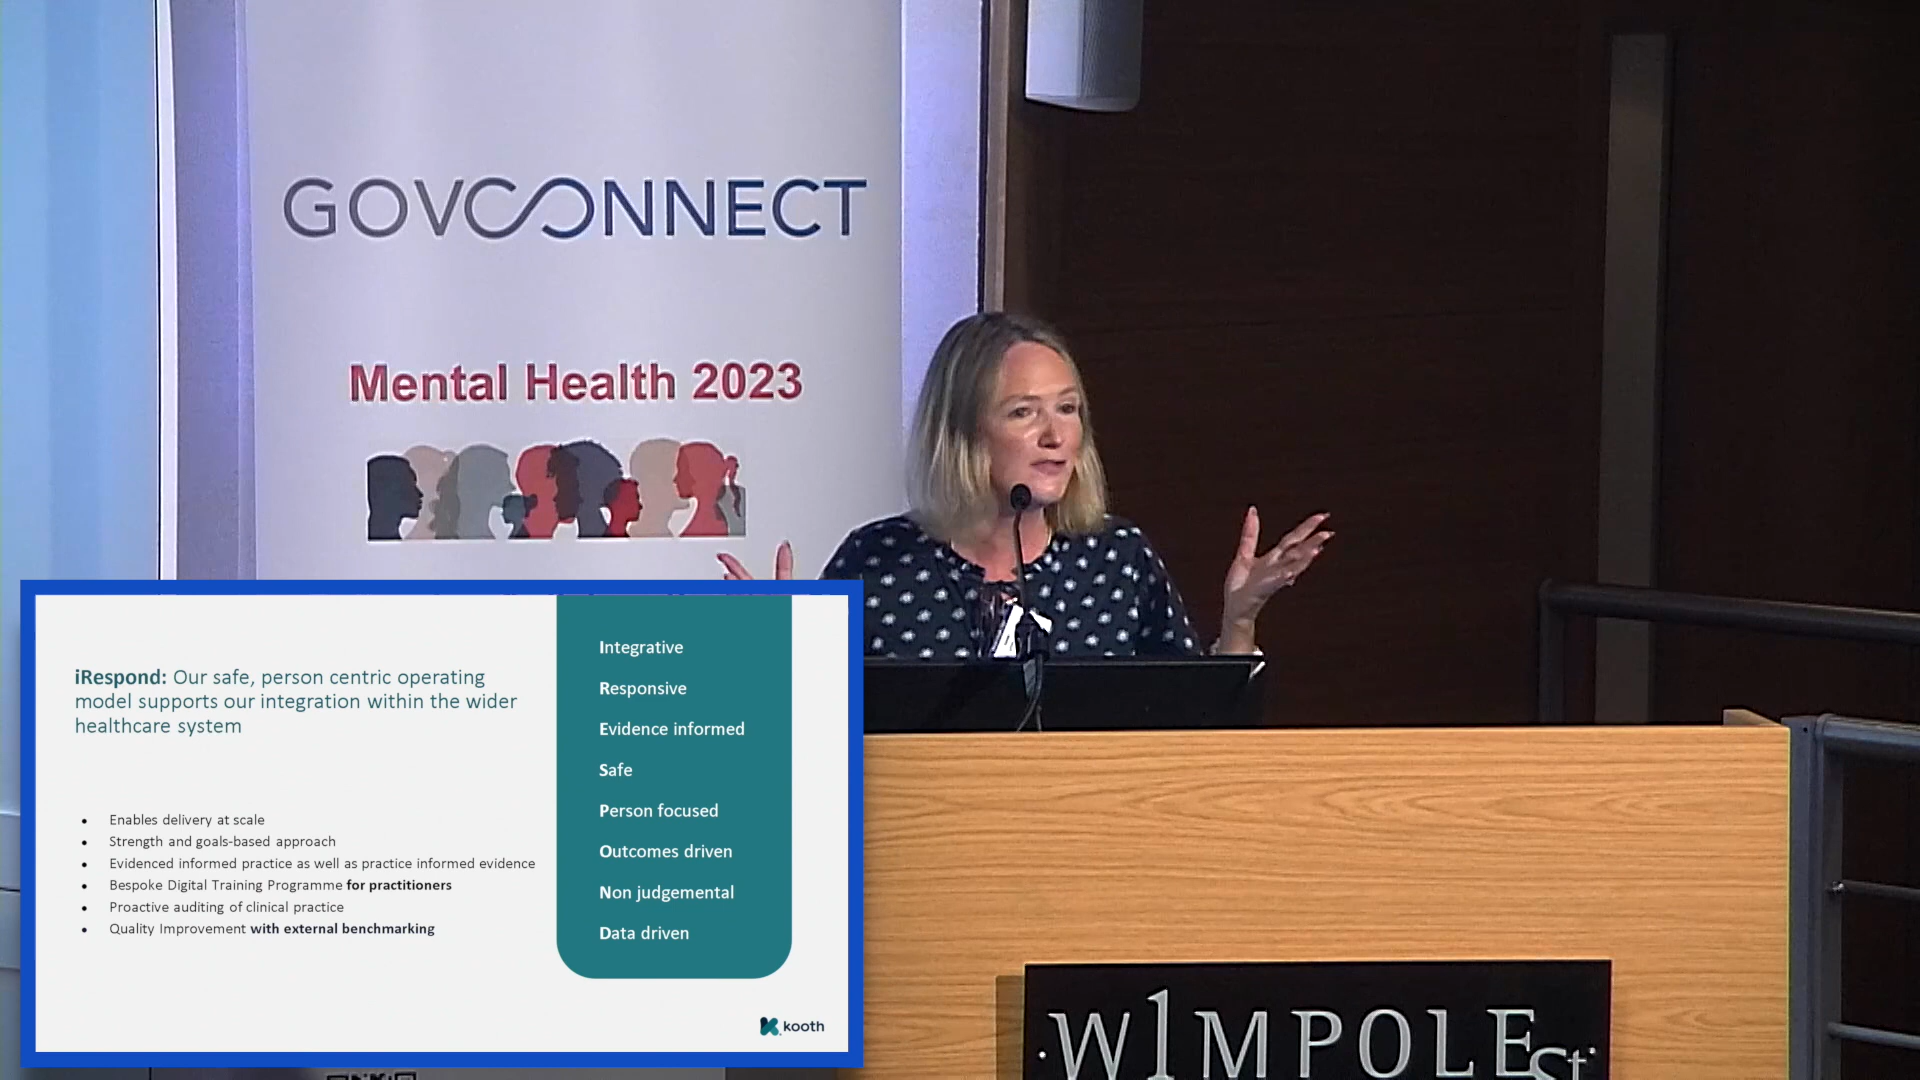 GOVCONNECT
Mental Health 2023
iRespond: Our safe, person centric operating
model supports our integration within the wider
healthcare system
Enables delivery at scale
Strength and goals-based approach
Evidenced informed practice as well as practice informed evidence
Bespoke Digital Training Programme for practitioners
Proactive auditing of clinical practice
Quality Improvement with external benchmarking
Integrative
Responsive
Evidence informed
Safe
Person focused
Outcomes driven
Non judgemental
Data driven
kooth
·W1MPOLE St·